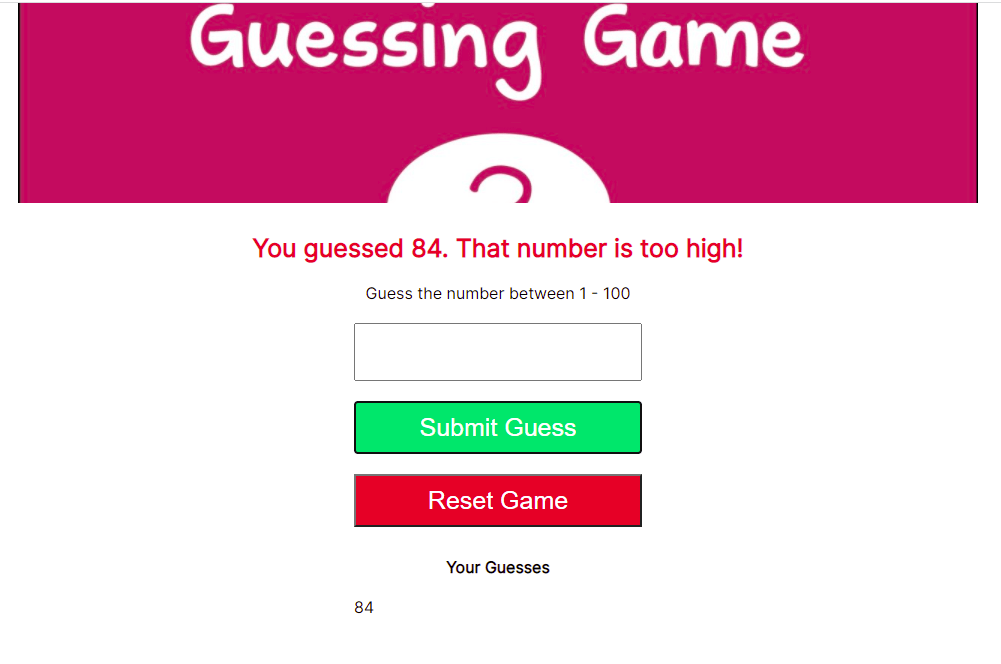 Guessing Game
?
You guessed 84. That number is too high!
Guess the number between 1 - 100
Submit Guess
Reset Game
Your Guesses
84